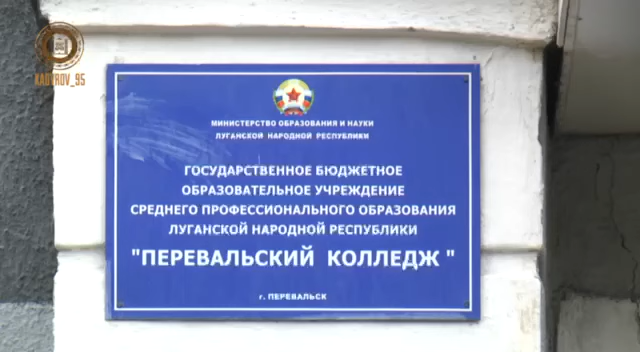 KADYROV_95
МИНИСТЕРСТВО ОБРАЗОВАНИЯ И НАУКИ
ЛУГАНСКОЙ НАРОДНОЙ РЕСПУБЛИКИ
ГОСУДАРСТВЕННОЕ БЮДЖЕТНОЕ
ОБРАЗОВАТЕЛЬНОЕ УЧРЕЖДЕНИЕ
СРЕДНЕГО ПРОФЕССИОНАЛЬНОГО ОБРАЗОВАНИЯ
ЛУГАНСКОЙ НАРОДНОЙ РЕСПУБЛИКИ
"ПЕРЕВАЛЬСКИЙ КОЛЛЕДЖ "
г. ПЕРЕВАЛЬСК